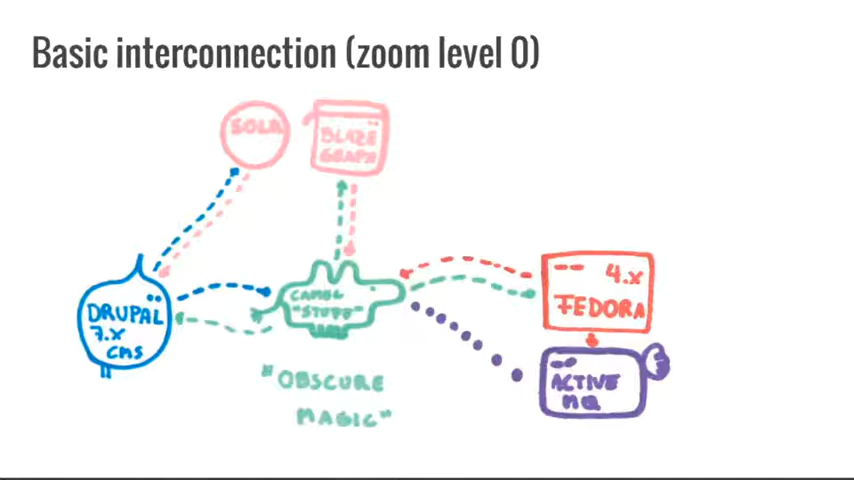 Basic interconnection (zoom level 0)
SOLR
BLAZE
GRAPH
DRUPAL
7.X
CMS
CAMEL
"STUFF"
4.X
FEDORA
ACTIVE
MQ
"OBSCURE
MAGIC"